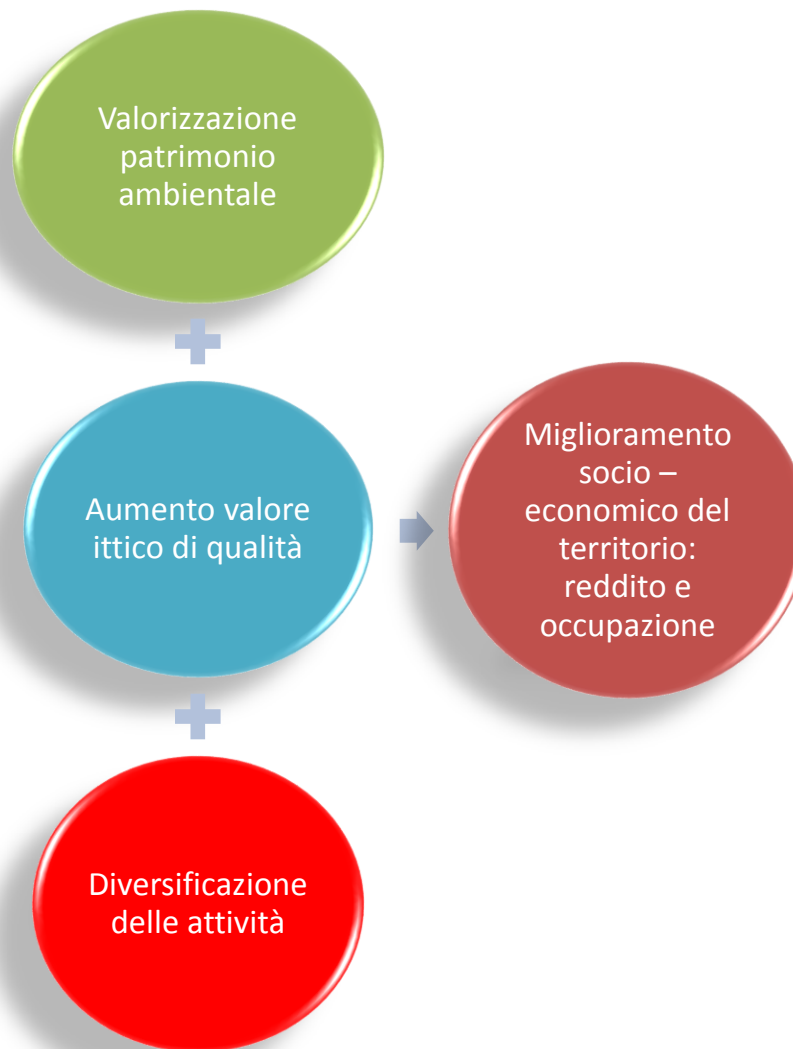 Valorizzazione
patrimonio
ambientale
Aumento valore
ittico di qualità
Miglioramento
socio –
economico del
territorio:
reddito e
occupazione
Diversificazione
delle attività